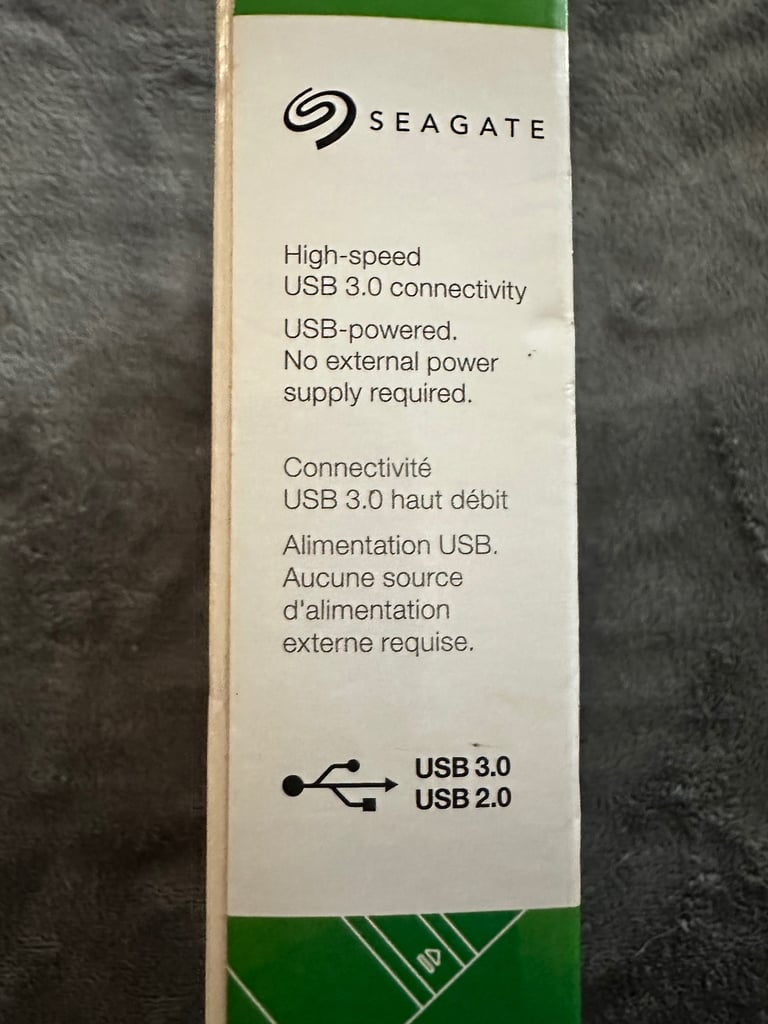 SEAGATE
High-speed
USB 3.0 connectivity
USB-powered.
No external power
supply required.
Connectivité
USB 3.0 haut débit
Alimentation USB.
Aucune source
d'alimentation
externe requise.
USB 3.0
USB 2.0